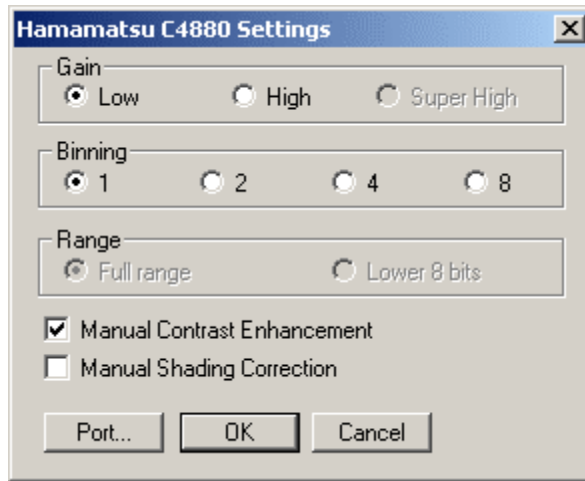 Hamamatsu C4880 Settings
Gain
Low High Super High
Binning
1 2 4 8
Range
Full range Lower 8 bits
Manual Contrast Enhancement
Manual Shading Correction
Port... OK Cancel